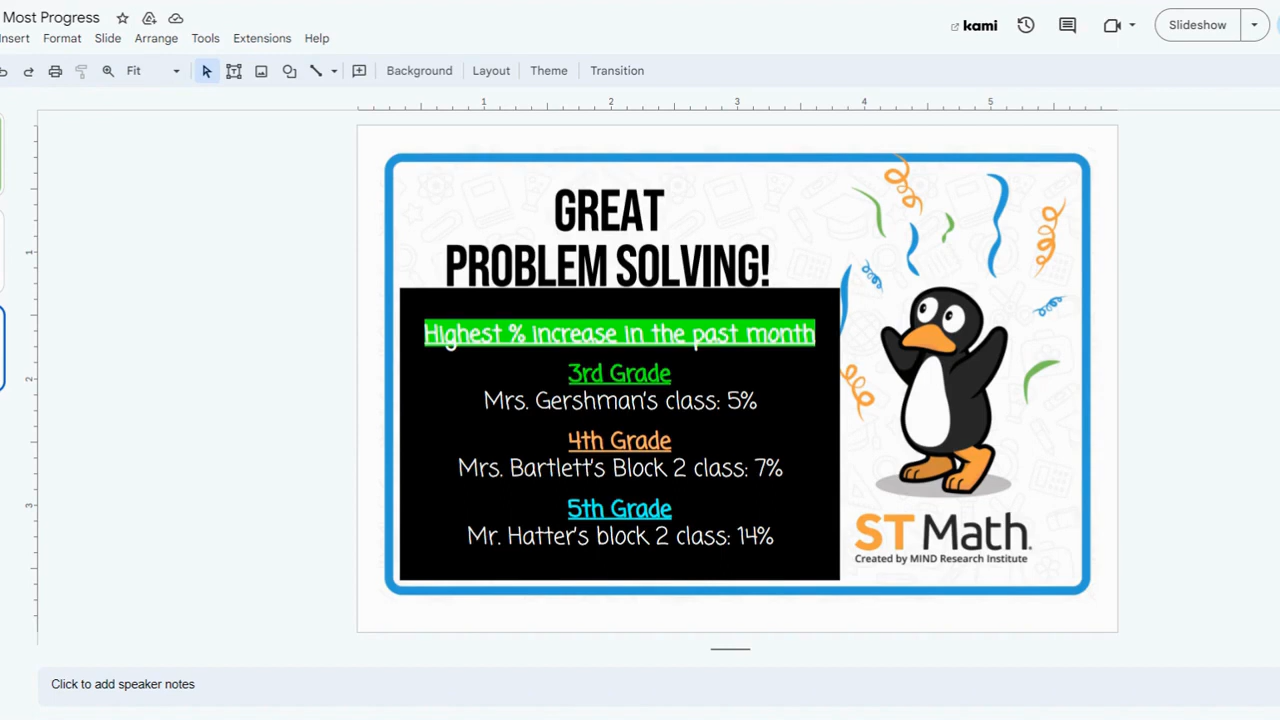 Most Progress
kami
Slideshow
Insert Format Slide Arrange Tools Extensions Help
Fit
Background Layout Theme Transition
1 2 3 4 5
1
2
3
GREAT
PROBLEM SOLVING!
Highest % increase in the past month
3rd Grade
Mrs. Gershman's class: 5%
4th Grade
Mrs. Bartlett's Block 2 class: 7%
5th Grade
Mr. Hatter's block 2 class: 14%
ST Math.
Created by MIND Research Institute
Click to add speaker notes